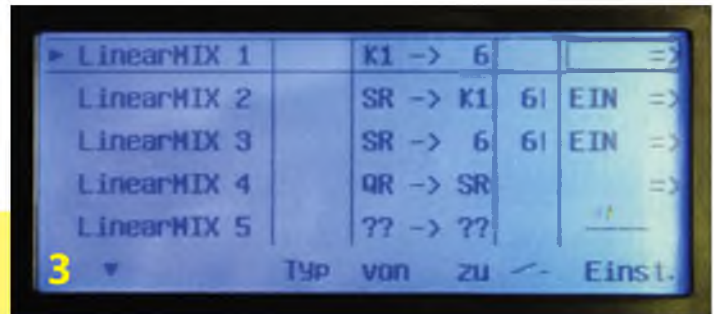 ► LinearMIX 1 K1 -> 6 =>
LinearMIX 2 SR -> K1 6| EIN =>
LinearMIX 3 SR -> 6 6| EIN =>
LinearMIX 4 QR -> SR =>
LinearMIX 5 ?? -> ??
3 ▼ Typ von zu Einst.